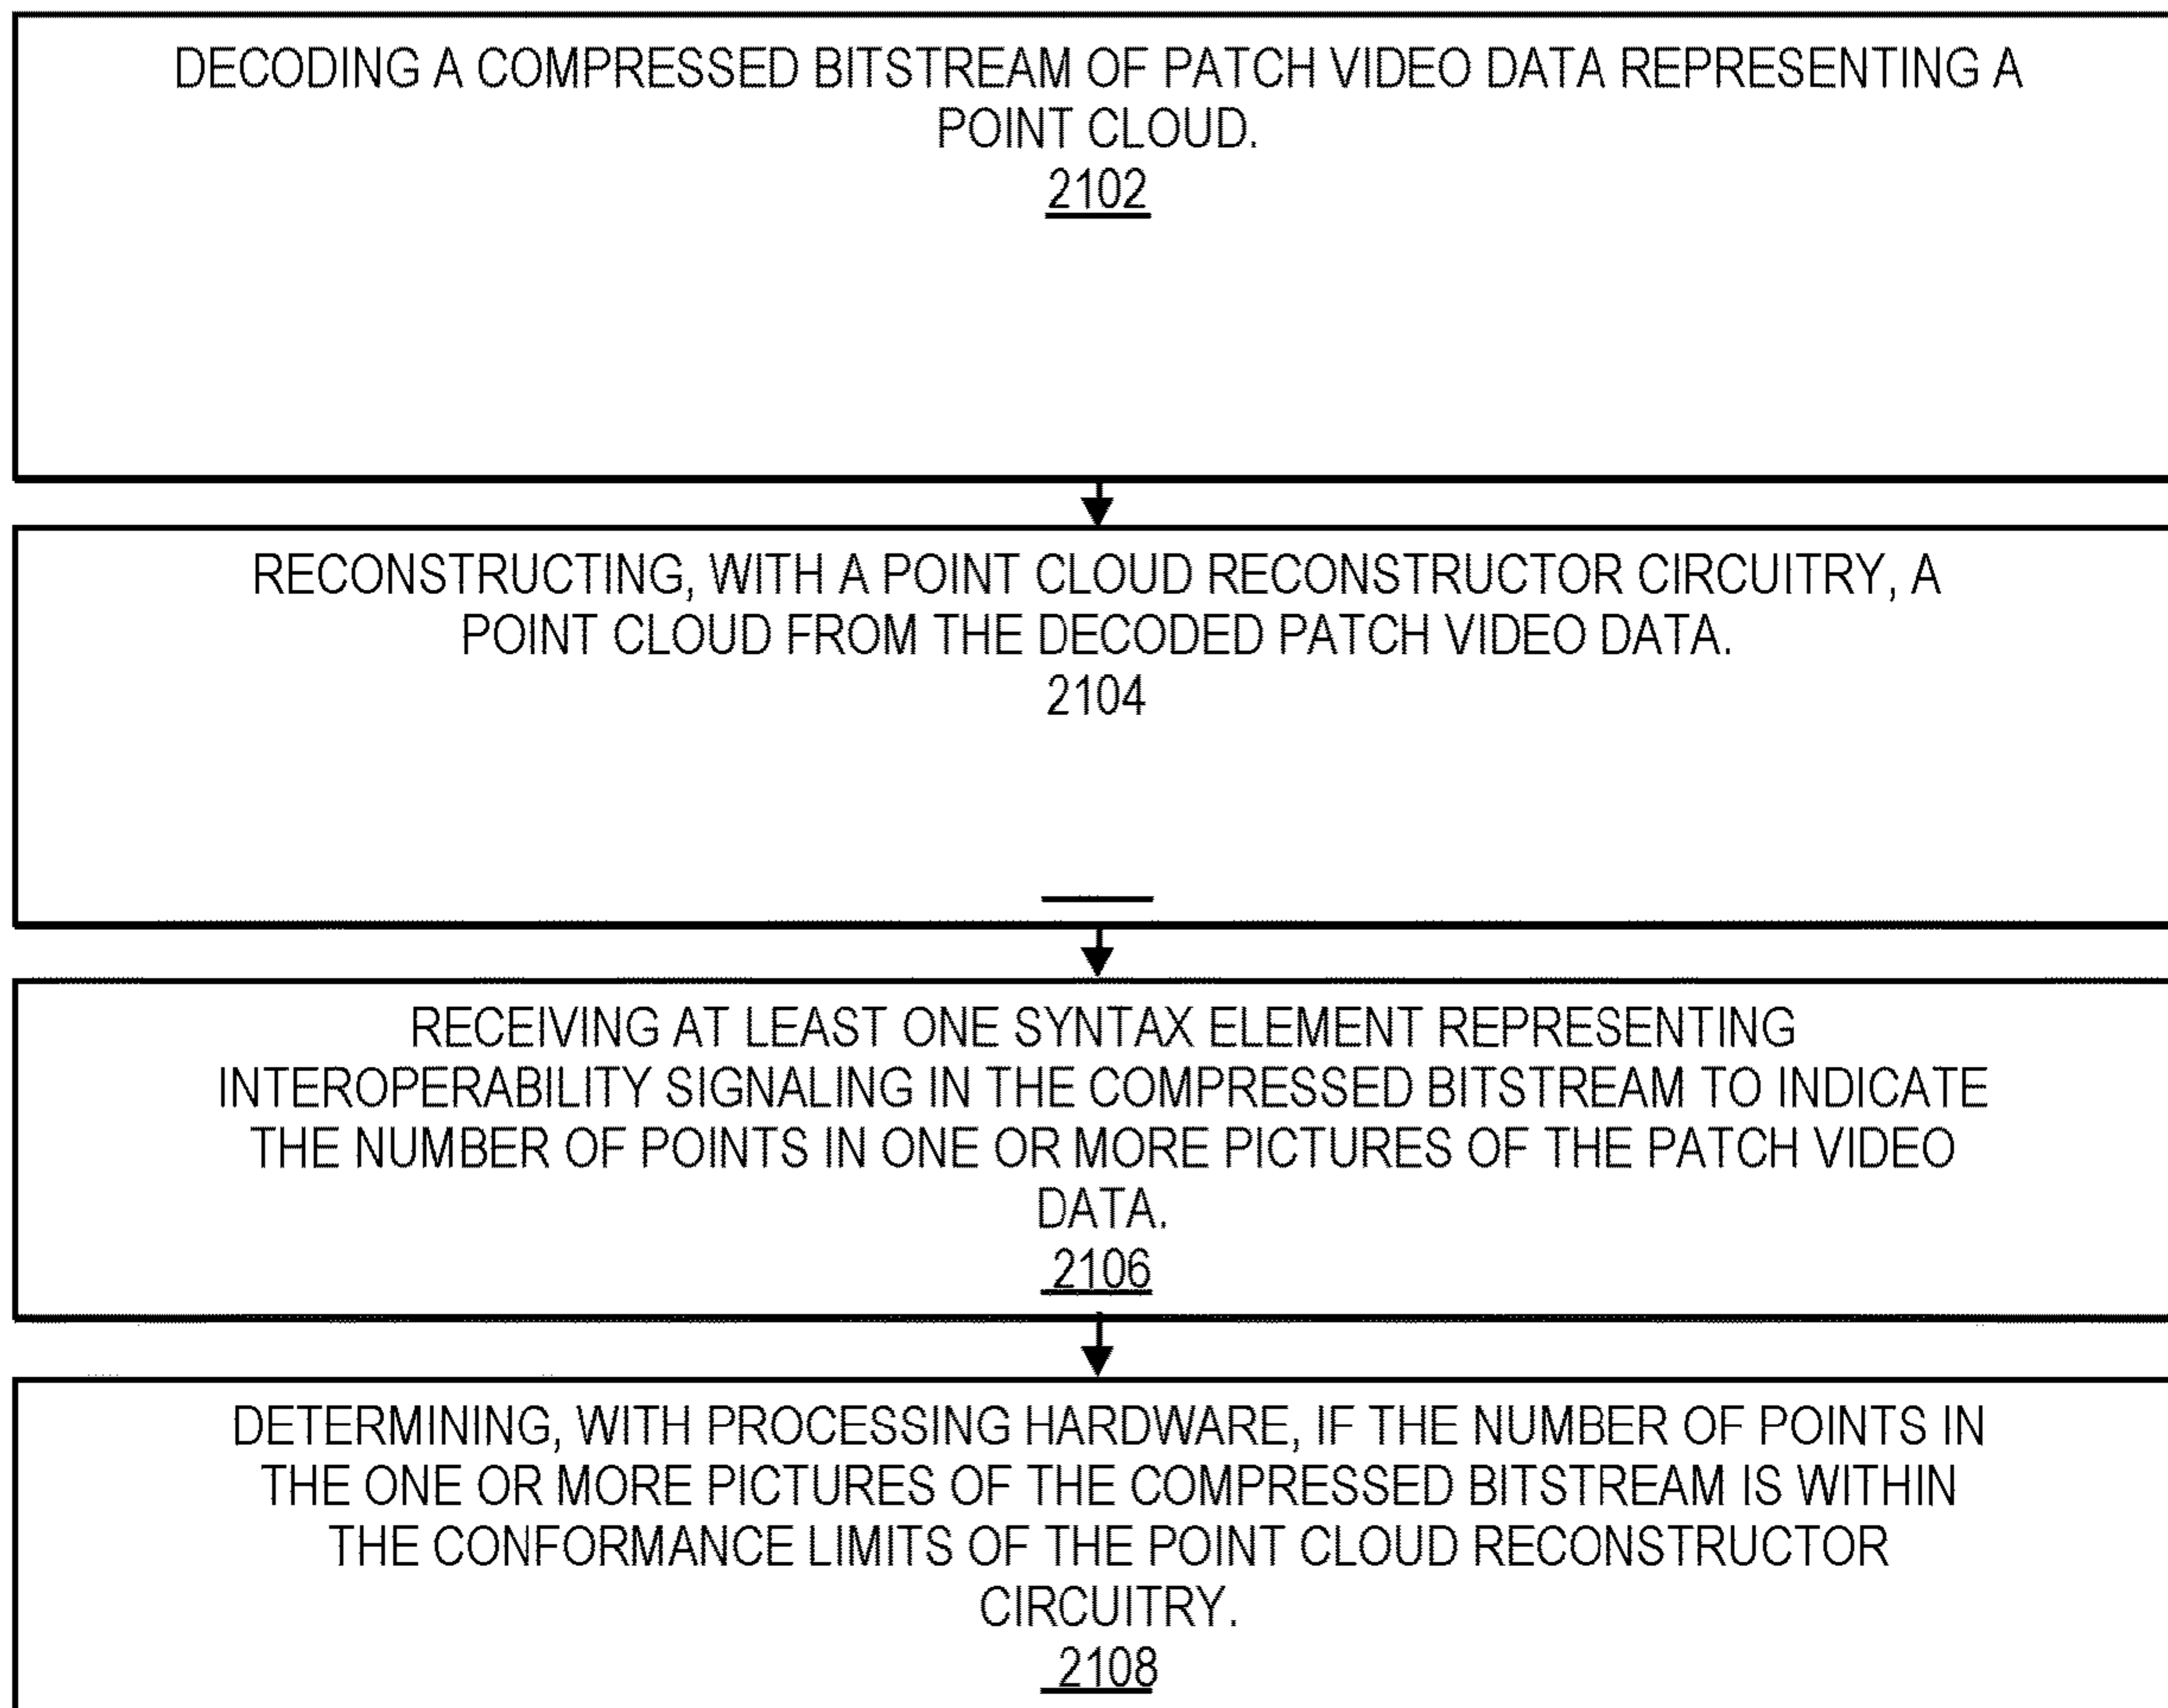 DECODING A COMPRESSED BITSTREAM OF PATCH VIDEO DATA REPRESENTING A
POINT CLOUD.
2102
RECONSTRUCTING, WITH A POINT CLOUD RECONSTRUCTOR CIRCUITRY, A
POINT CLOUD FROM THE DECODED PATCH VIDEO DATA.
2104
RECEIVING AT LEAST ONE SYNTAX ELEMENT REPRESENTING
INTEROPERABILITY SIGNALING IN THE COMPRESSED BITSTREAM TO INDICATE
THE NUMBER OF POINTS IN ONE OR MORE PICTURES OF THE PATCH VIDEO
DATA.
2106
DETERMINING, WITH PROCESSING HARDWARE, IF THE NUMBER OF POINTS IN
THE ONE OR MORE PICTURES OF THE COMPRESSED BITSTREAM IS WITHIN
THE CONFORMANCE LIMITS OF THE POINT CLOUD RECONSTRUCTOR
CIRCUITRY.
2108